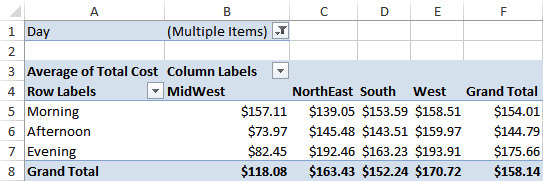 A B C D E F
1 Day (Multiple Items)
2
3 Average of Total Cost Column Labels
4 Row Labels MidWest NorthEast South West Grand Total
5 Morning $157.11 $139.05 $153.59 $158.51 $154.01
6 Afternoon $73.97 $145.48 $143.51 $159.97 $144.79
7 Evening $82.45 $192.46 $163.23 $193.91 $175.66
8 Grand Total $118.08 $163.43 $152.24 $170.72 $158.14